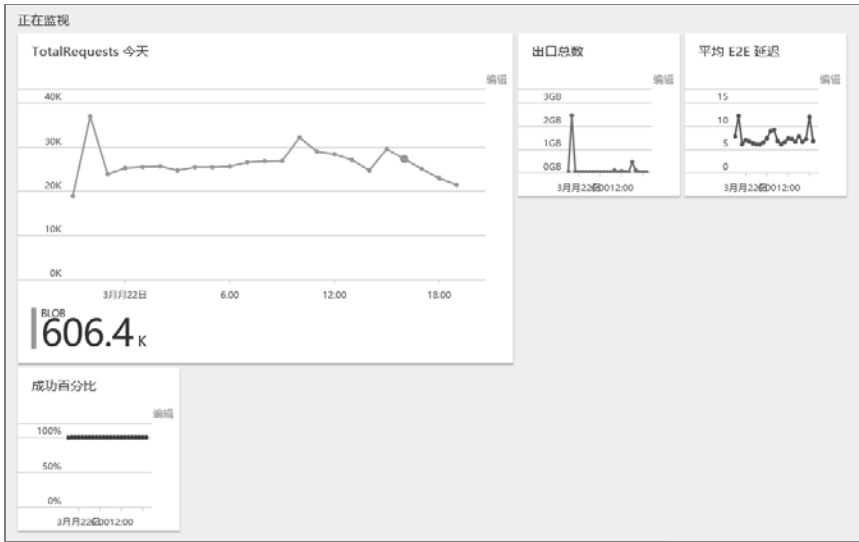 正在监视
TotalRequests 今天
编辑
40K
30K
20K
10K
0K
3月月22日
6:00
12:00
18:00
BLOB
606.4 K
出口总数
编辑
3GB
2GB
1GB
0GB
平均 E2E 延迟
编辑
15
10
5
0
成功百分比
编辑
100%
50%
0%